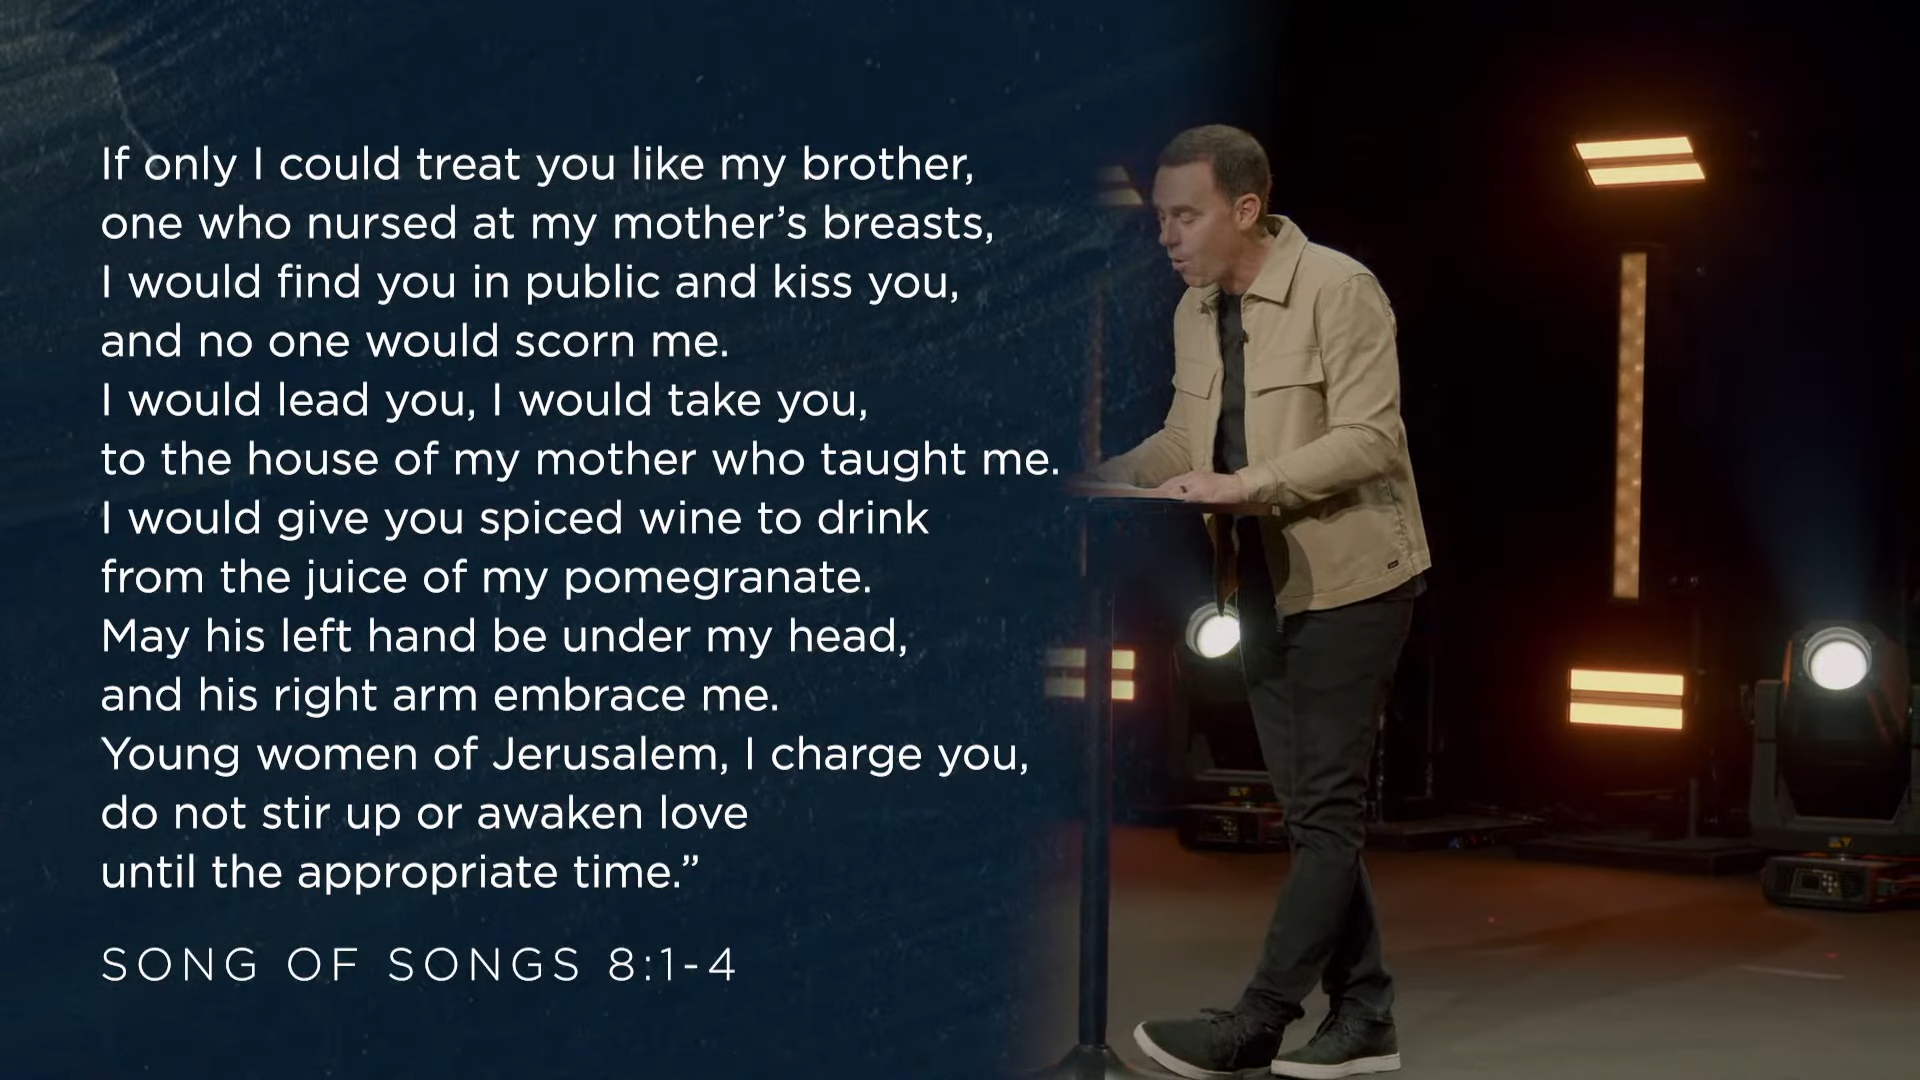 If only I could treat you like my brother,
one who nursed at my mother’s breasts,
I would find you in public and kiss you,
and no one would scorn me.
I would lead you, I would take you,
to the house of my mother who taught me.
I would give you spiced wine to drink
from the juice of my pomegranate.
May his left hand be under my head,
and his right arm embrace me.
Young women of Jerusalem, I charge you,
do not stir up or awaken love
until the appropriate time.”
SONG OF SONGS 8:1-4